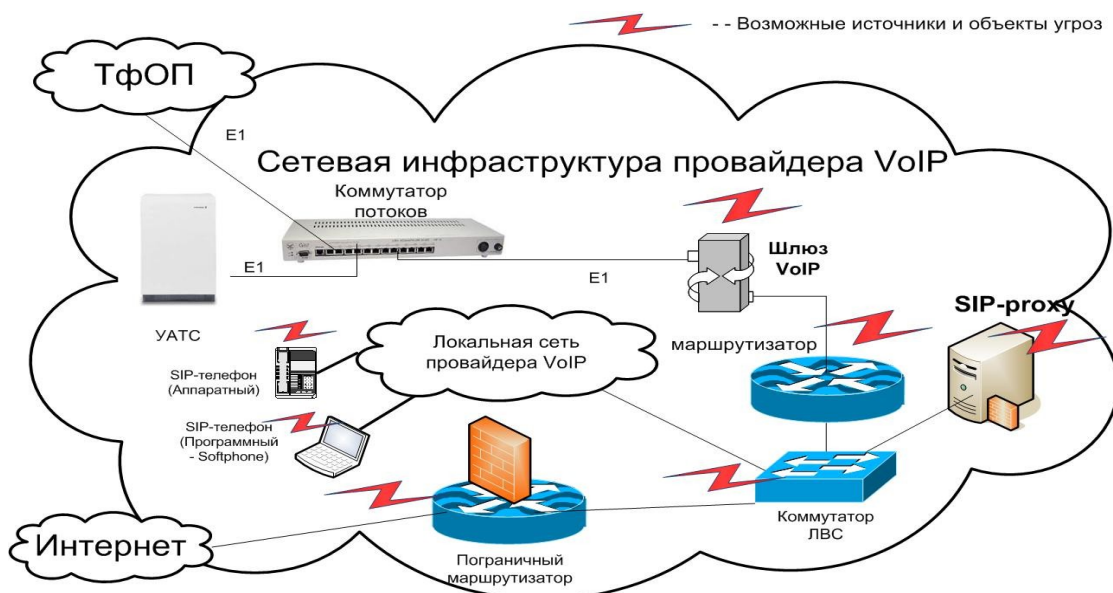 - - Возможные источники и объекты угроз
ТфОП
E1
Сетевая инфраструктура провайдера VoIP
Коммутатор
потоков
E1
E1
Шлюз
VoIP
УАТС
SIP-proxy
маршрутизатор
Локальная сеть
провайдера VoIP
SIP-телефон
(Аппаратный)
SIP-телефон
(Программный
- Softphone)
Интернет
Пограничный
маршрутизатор
Коммутатор
ЛВС